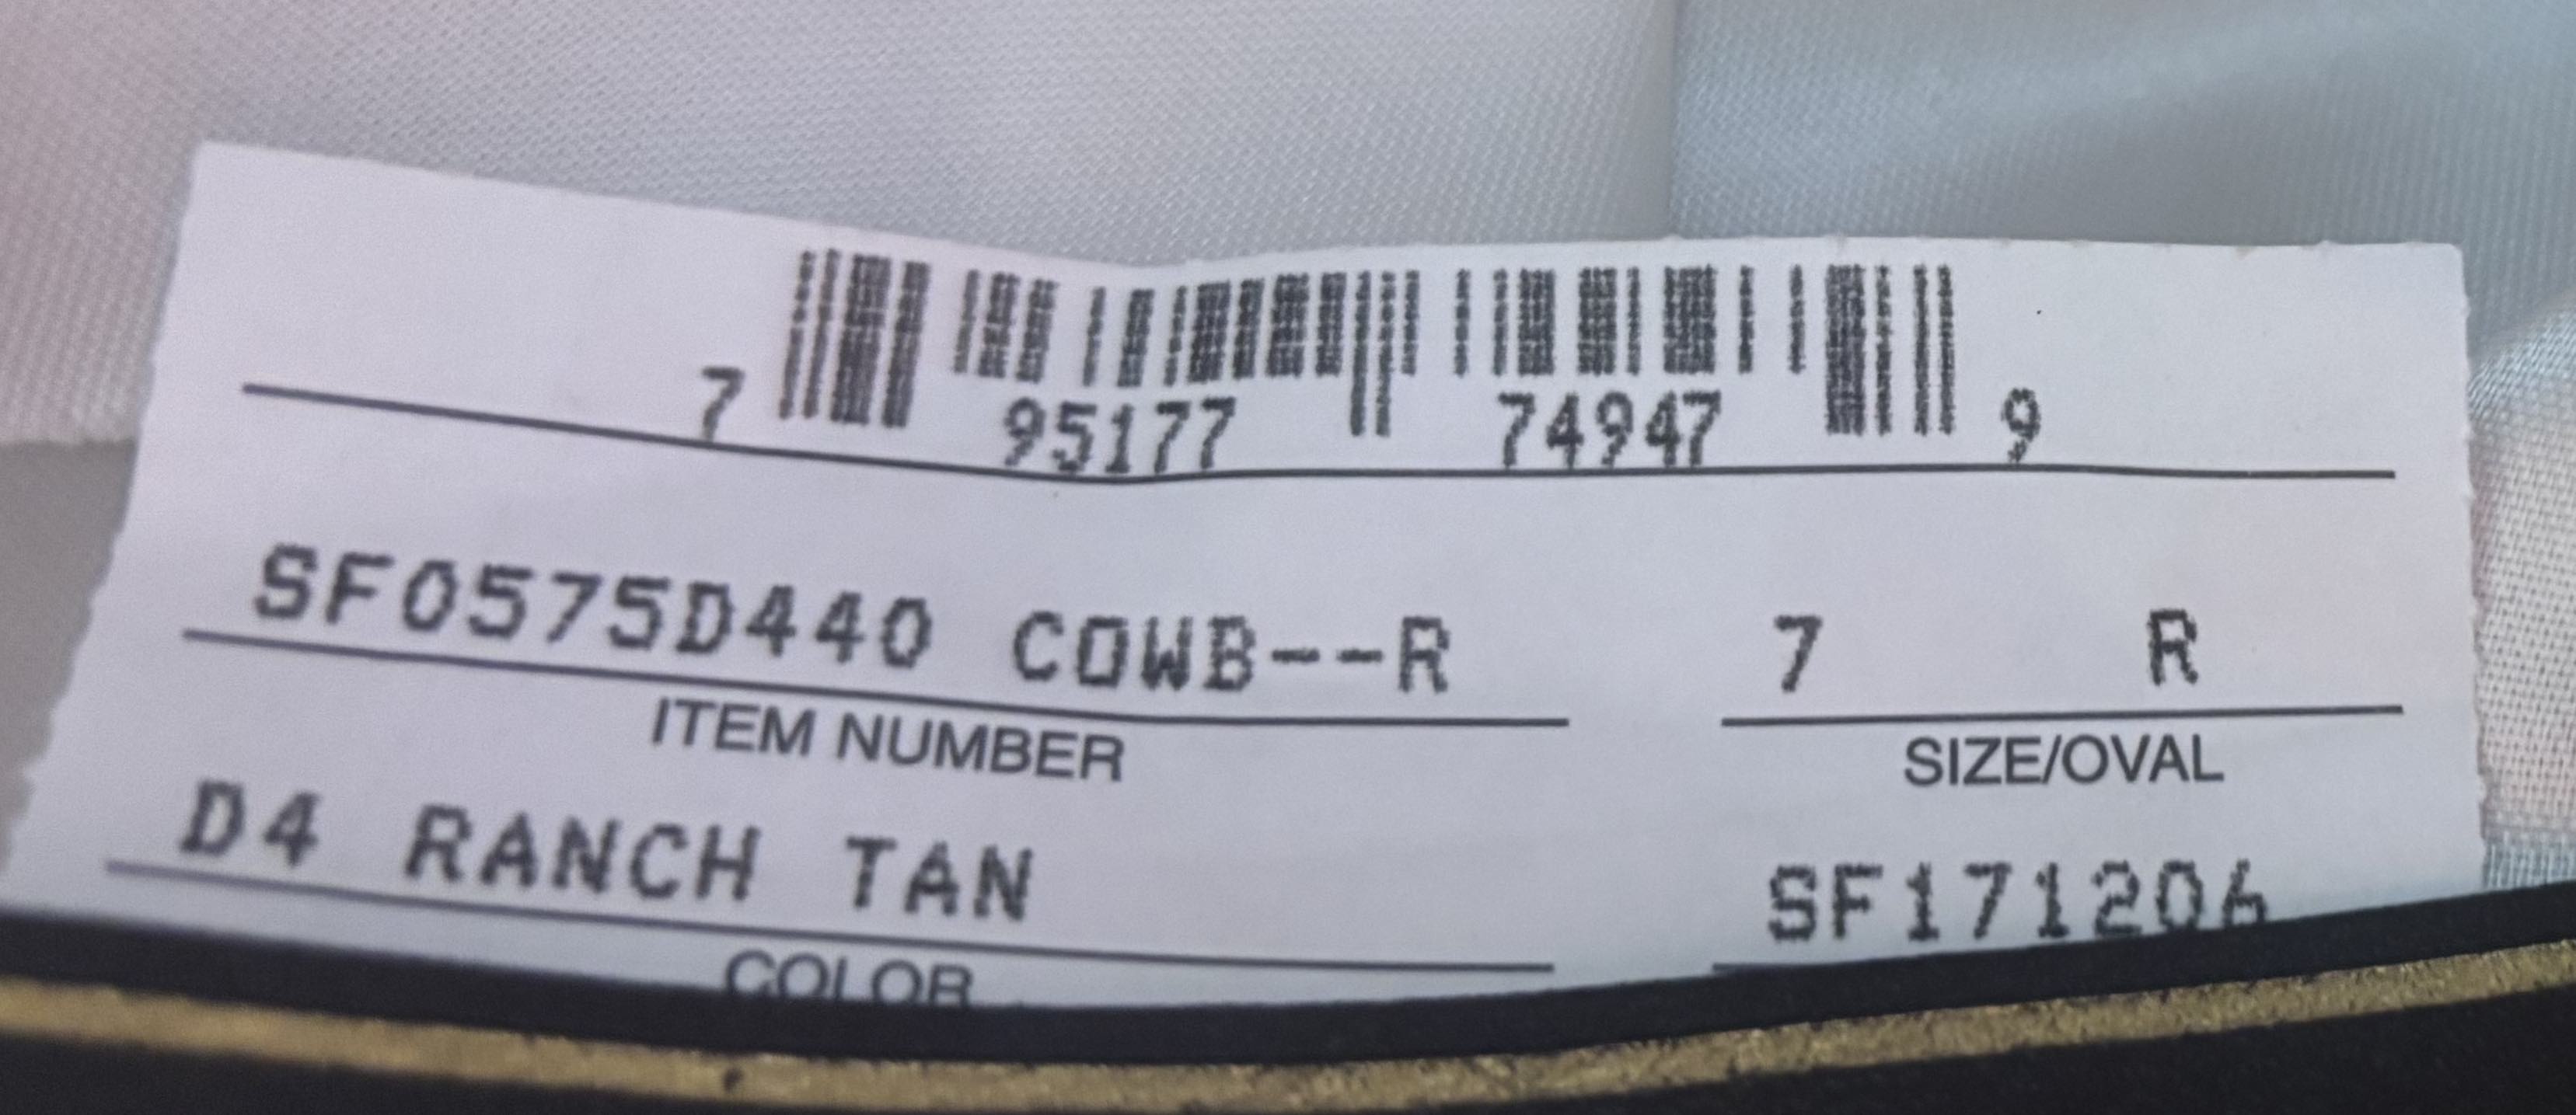 7 95177 74947 9
SF0575D440 COWB--R 7 R
ITEM NUMBER SIZE/OVAL
D4 RANCH TAN SF171206
COLOR